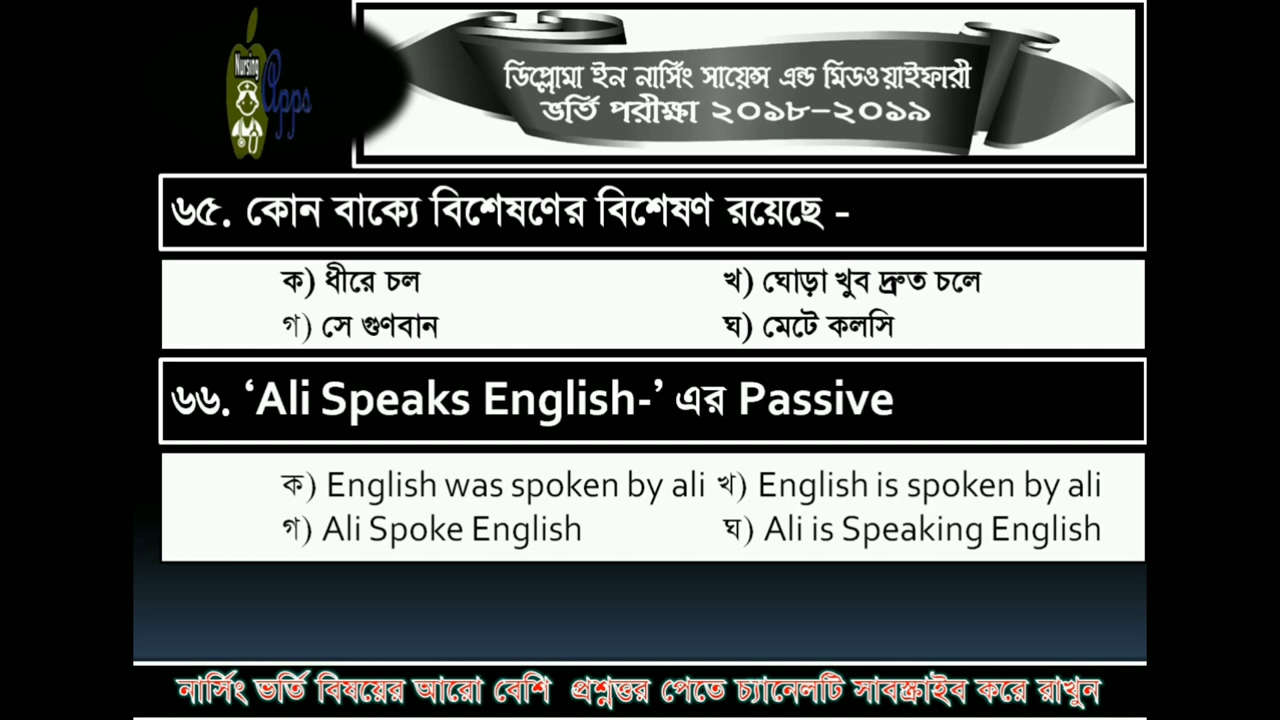 Nursing
Apps
ডিপ্লোমা ইন নার্সিং সায়েন্স এন্ড মিডওয়াইফারী
ভর্তি পরীক্ষা ২০১৮-২০১৯
৬৫. কোন বাক্যে বিশেষণের বিশেষণ রয়েছে -
ক) ধীরে চল খ) ঘোড়া খুব দ্রুত চলে
গ) সে গুণবান ঘ) মেটে কলসি
৬৬. ‘Ali Speaks English-’ এর Passive
ক) English was spoken by ali খ) English is spoken by ali
গ) Ali Spoke English ঘ) Ali is Speaking English
নার্সিং ভর্তি বিষয়ের আরো বেশি প্রশ্নত্তর পেতে চ্যানেলটি সাবস্ক্রাইব করে রাখুন